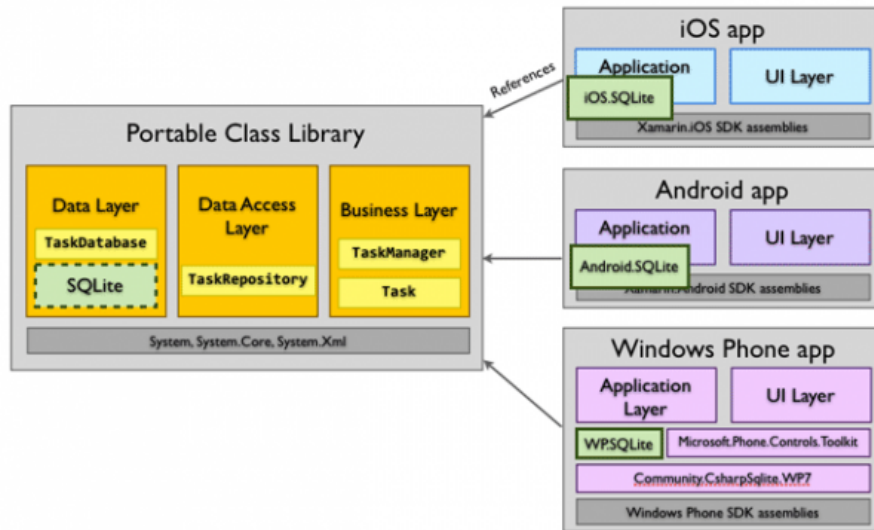 Portable Class Library
Data Layer
TaskDatabase
SQLite
Data Access
Layer
TaskRepository
Business Layer
TaskManager
Task
System, System.Core, System.Xml
References
iOS app
Application
iOS.SQLite
UI Layer
Xamarin.iOS SDK assemblies
Android app
Application
Android.SQLite
UI Layer
Xamarin.Android SDK assemblies
Windows Phone app
Application
Layer
UI Layer
WP.SQLite
Microsoft.Phone.Controls.Toolkit
Community.CsharpSqlite.WP7
Windows Phone SDK assemblies